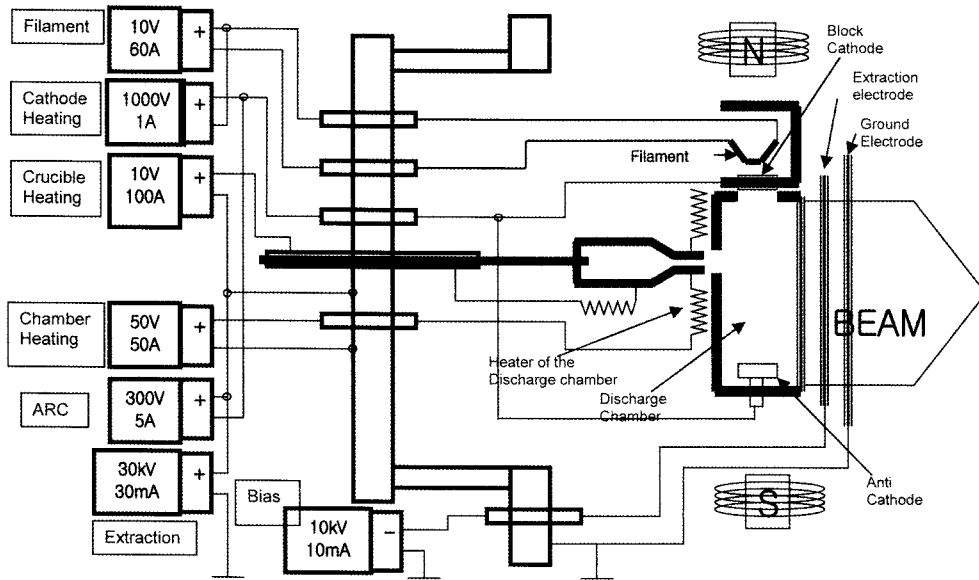 Filament
10V
60A
+
Cathode
Heating
1000V
1A
+
Crucible
Heating
10V
100A
+
Chamber
Heating
50V
50A
+
ARC
300V
5A
+
30kV
30mA
+
Extraction
Bias
10kV
10mA
−
N
Block
Cathode
Extraction
electrode
Ground
Electrode
Filament
BEAM
Heater of the
Discharge chamber
Discharge
Chamber
Anti
Cathode
S